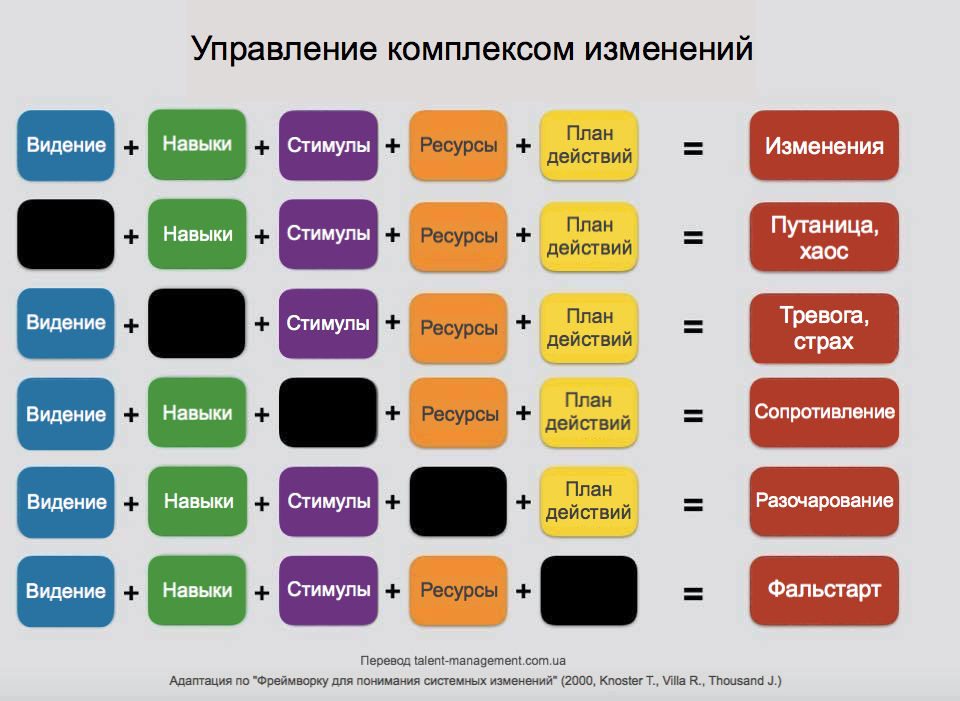 Управление комплексом изменений
Видение + Навыки + Стимулы + Ресурсы + План действий = Изменения
+ Навыки + Стимулы + Ресурсы + План действий = Путаница, хаос
Видение + + Стимулы + Ресурсы + План действий = Тревога, страх
Видение + Навыки + + Ресурсы + План действий = Сопротивление
Видение + Навыки + Стимулы + + План действий = Разочарование
Видение + Навыки + Стимулы + Ресурсы + = Фальстарт
Перевод talent-management.com.ua
Адаптация по "Фреймворку для понимания системных изменений" (2000, Knoster T., Villa R., Thousand J.)